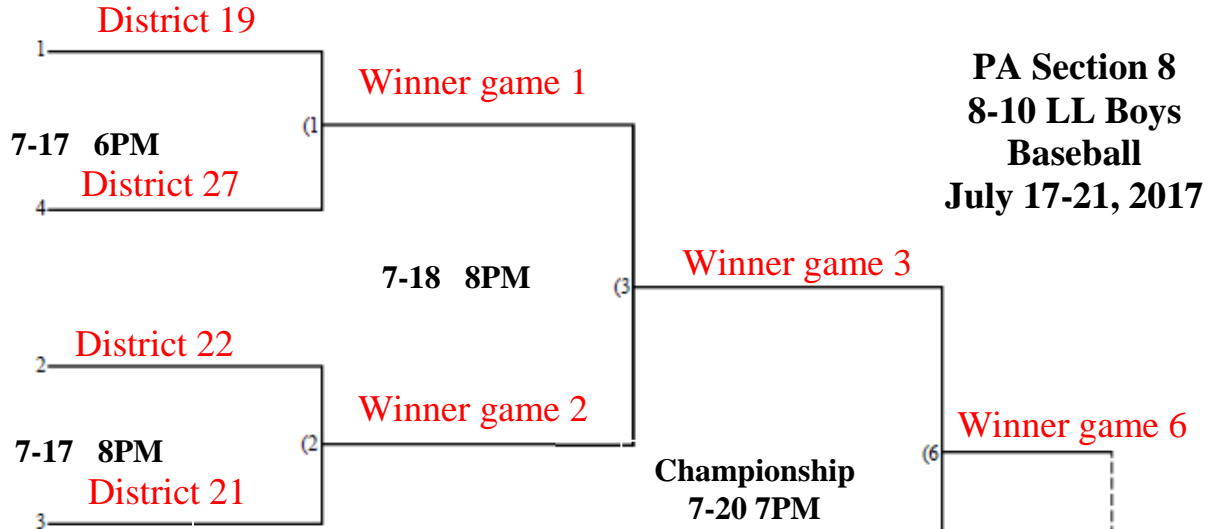 District 19
1
PA Section 8
8-10 LL Boys
Baseball
July 17-21, 2017
Winner game 1
(1
7-17 6PM
District 27
4
7-18 8PM
(3
Winner game 3
District 22
2
Winner game 2
(2
7-17 8PM
District 21
3
Winner game 6
(6
Championship
7-20 7PM